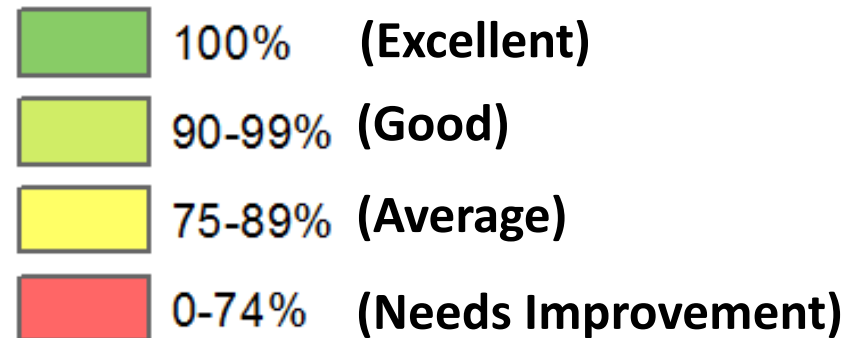 100% (Excellent)
90-99% (Good)
75-89% (Average)
0-74% (Needs Improvement)